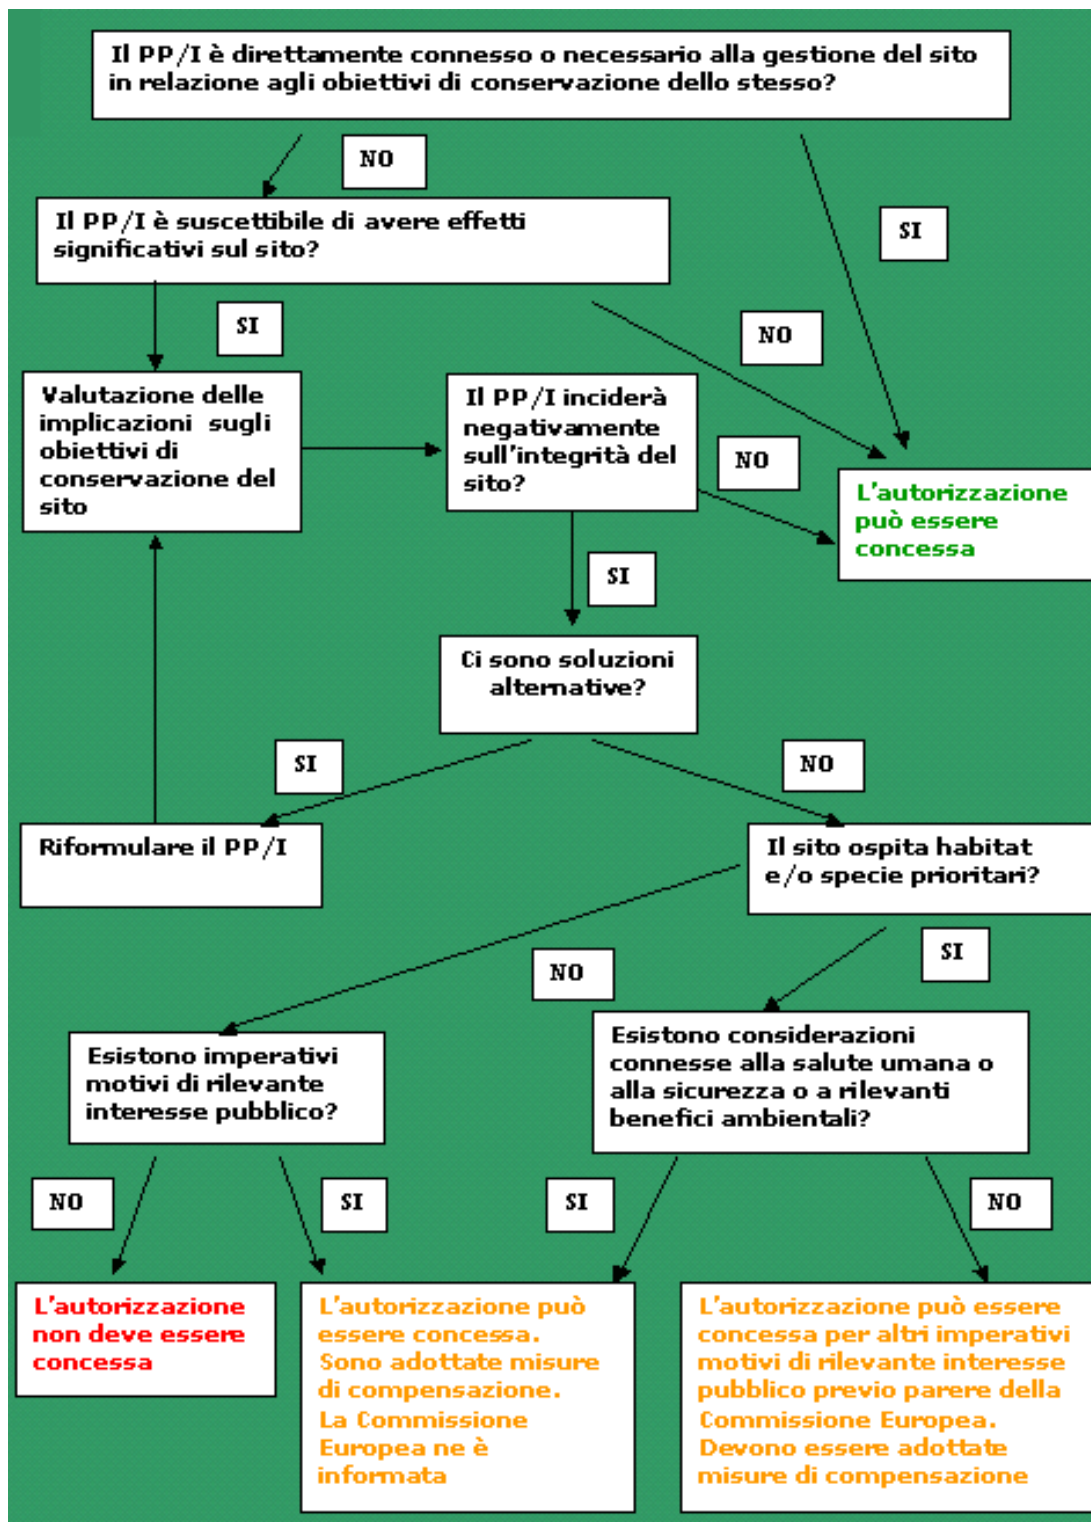 Il PP/I è direttamente connesso o necessario alla gestione del sito
in relazione agli obiettivi di conservazione dello stesso?
NO
SI
Il PP/I è suscettibile di avere effetti
significativi sul sito?
SI
NO
Valutazione delle
implicazioni sugli
obiettivi di
conservazione del
sito
Il PP/I inciderà
negativamente
sull'integrità del
sito?
NO
L'autorizzazione
può essere
concessa
SI
Ci sono soluzioni
alternative?
SI
NO
Riformulare il PP/I
Il sito ospita habitat
e/o specie prioritari?
NO
SI
Esistono imperativi
motivi di rilevante
interesse pubblico?
Esistono considerazioni
connesse alla salute umana o
alla sicurezza o a rilevanti
benefici ambientali?
NO
SI
SI
NO
L'autorizzazione
non deve essere
concessa
L'autorizzazione può
essere concessa.
Sono adottate misure
di compensazione.
La Commissione
Europea ne è
informata
L'autorizzazione può essere
concessa per altri imperativi
motivi di rilevante interesse
pubblico previo parere della
Commissione Europea.
Devono essere adottate
misure di compensazione